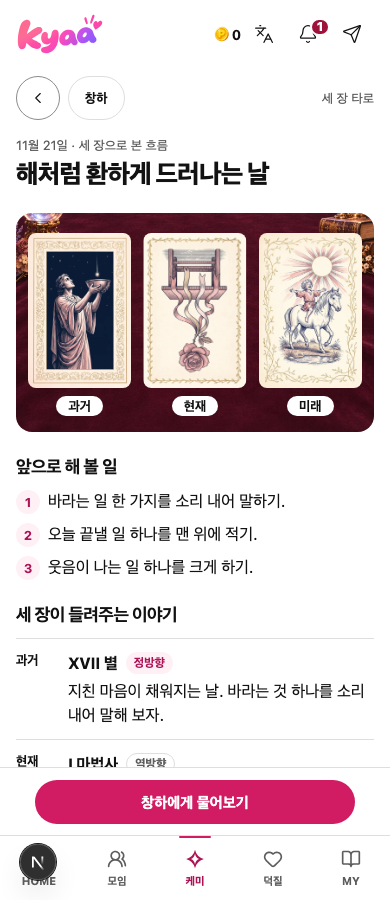 Kyaa
0
1
창하
세 장 타로
11월 21일 · 세 장으로 본 흐름
해처럼 환하게 드러나는 날
과거
현재
미래
앞으로 해 볼 일
1 바라는 일 한 가지를 소리 내어 말하기.
2 오늘 끝낼 일 하나를 맨 위에 적기.
3 웃음이 나는 일 하나를 크게 하기.
세 장이 들려주는 이야기
과거 XVII 별 정방향
지친 마음이 채워지는 날. 바라는 것 하나를 소리
내어 말해 보자.
현재 I 마법사 역방향
창하에게 물어보기
N
HOME 모임 케미 덕질 MY